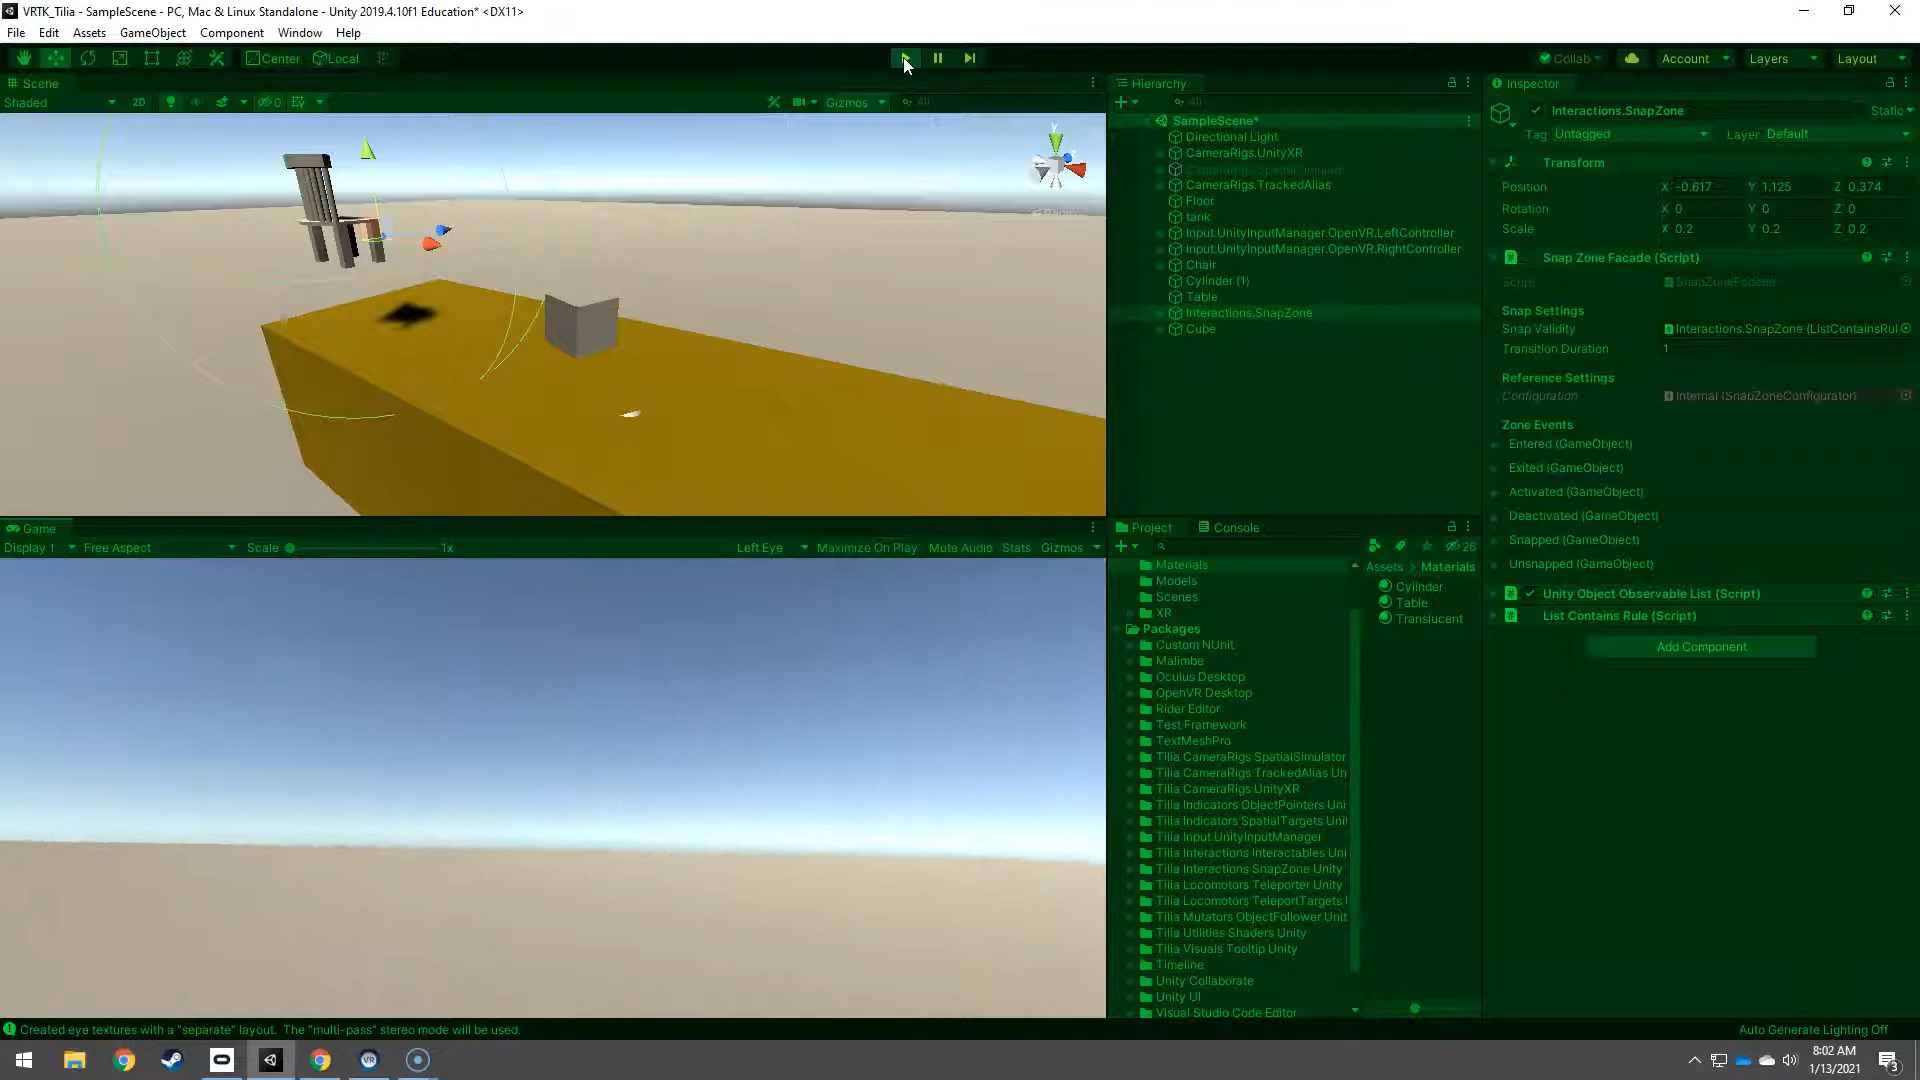 VRTK_Tilia - SampleScene - PC, Mac & Linux Standalone - Unity 2019.4.10f1 Education* <DX11>
File Edit Assets GameObject Component Window Help
Center Local Collab Account Layers Layout
Scene
Shaded 2D 0 Gizmos All
Hierarchy
All
SampleScene*
Directional Light
CameraRigs.UnityXR
CameraRigs.TrackedAlias
Floor
tank
Input.UnityInputManager.OpenVR.LeftController
Input.UnityInputManager.OpenVR.RightController
Chair
Cylinder (1)
Table
Interactions.SnapZone
Cube
Inspector
Interactions.SnapZone Static
Tag Untagged Layer Default
Transform
Position X -0.617 Y 1.125 Z 0.374
Rotation X 0 Y 0 Z 0
Scale X 0.2 Y 0.2 Z 0.2
Snap Zone Facade (Script)
Script SnapZoneFacade
Snap Settings
Snap Validity Interactions.SnapZone (ListContainsRul
Transition Duration 1
Reference Settings
Configuration Internal (SnapZoneConfigurator)
Zone Events
Entered (GameObject)
Exited (GameObject)
Activated (GameObject)
Deactivated (GameObject)
Snapped (GameObject)
Unsnapped (GameObject)
Unity Object Observable List (Script)
List Contains Rule (Script)
Add Component
Game
Display 1 Free Aspect Scale 1x Left Eye Maximize On Play Mute Audio Stats Gizmos
Project Console
26
Materials
Models
Scenes
XR
Packages
Custom NUnit
Malimbe
Oculus Desktop
OpenVR Desktop
Rider Editor
Test Framework
TextMeshPro
Tilia CameraRigs SpatialSimulator
Tilia CameraRigs TrackedAlias Un
Tilia CameraRigs UnityXR
Tilia Indicators ObjectPointers Uni
Tilia Indicators SpatialTargets Unit
Tilia Input UnityInputManager
Tilia Interactions Interactables Uni
Tilia Interactions SnapZone Unity
Tilia Locomotors Teleporter Unity
Tilia Locomotors TeleportTargets
Tilia Mutators ObjectFollower Unit
Tilia Utilities Shaders Unity
Tilia Visuals Tooltip Unity
Timeline
Unity Collaborate
Unity UI
Visual Studio Code Editor
Assets > Materials
Cylinder
Table
Translucent
Created eye textures with a "separate" layout. The "multi-pass" stereo mode will be used.
Auto Generate Lighting Off
8:02 AM
1/13/2021
3